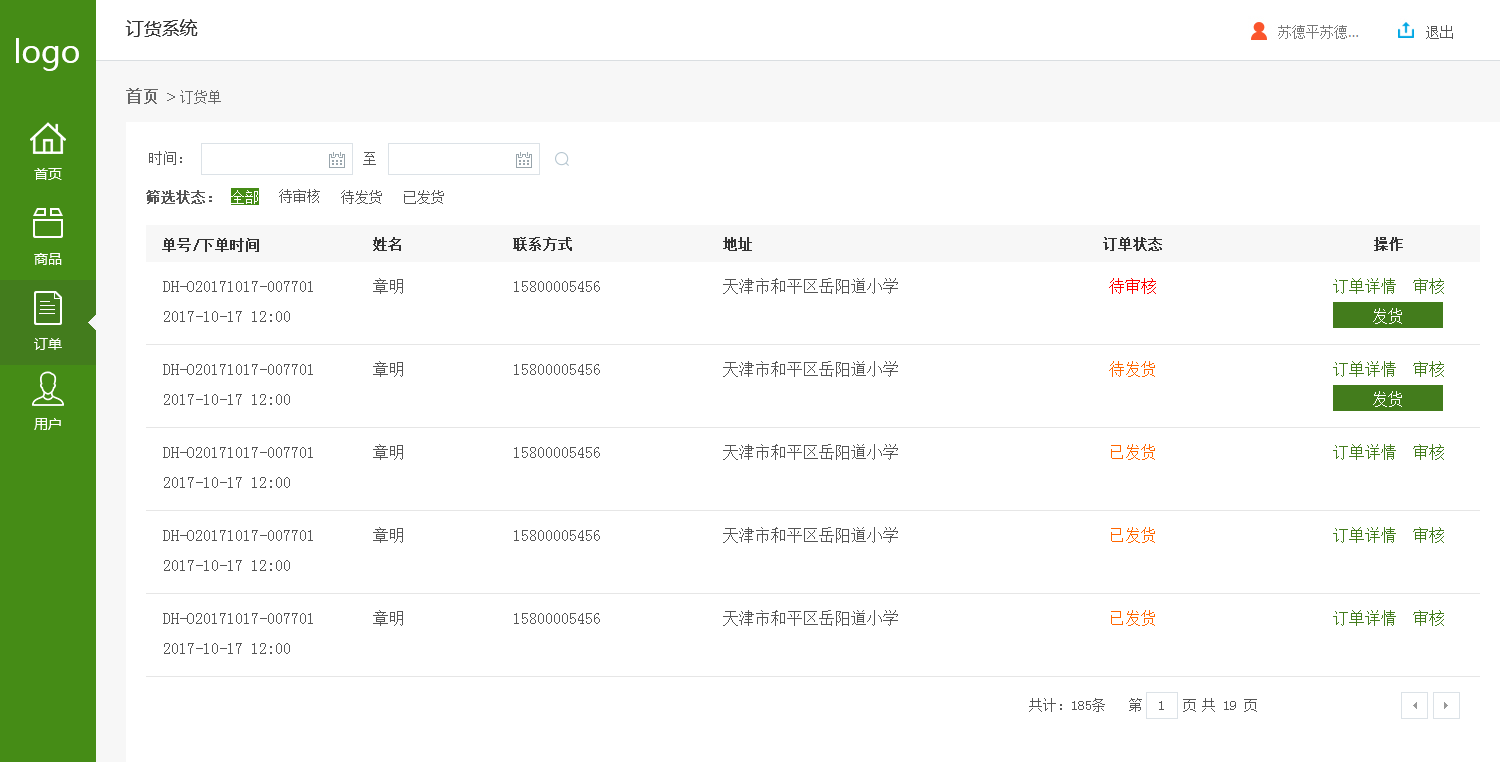 logo
首页
商品
订单
用户
订货系统
苏德平苏德... 退出
首页 > 订货单
时间： 至
筛选状态： 全部 待审核 待发货 已发货
单号/下单时间 姓名 联系方式 地址 订单状态 操作
DH-O20171017-007701 章明 15800005456 天津市和平区岳阳道小学 待审核 订单详情 审核
2017-10-17 12:00 发货
DH-O20171017-007701 章明 15800005456 天津市和平区岳阳道小学 待发货 订单详情 审核
2017-10-17 12:00 发货
DH-O20171017-007701 章明 15800005456 天津市和平区岳阳道小学 已发货 订单详情 审核
2017-10-17 12:00
DH-O20171017-007701 章明 15800005456 天津市和平区岳阳道小学 已发货 订单详情 审核
2017-10-17 12:00
DH-O20171017-007701 章明 15800005456 天津市和平区岳阳道小学 已发货 订单详情 审核
2017-10-17 12:00
共计：185条 第 1 页 共 19 页